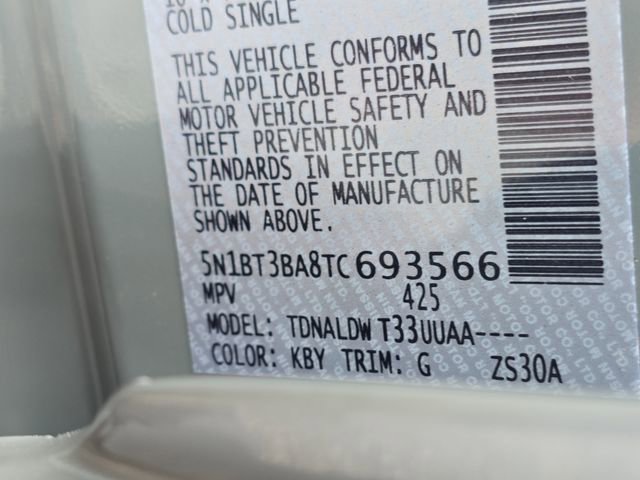 COLD SINGLE
THIS VEHICLE CONFORMS TO
ALL APPLICABLE FEDERAL
MOTOR VEHICLE SAFETY AND
THEFT PREVENTION
STANDARDS IN EFFECT ON
THE DATE OF MANUFACTURE
SHOWN ABOVE.
5N1BT3BA8TC693566
MPV 425
MODEL: TDNALDW T33UUAA----
COLOR: KBY TRIM: G ZS30A